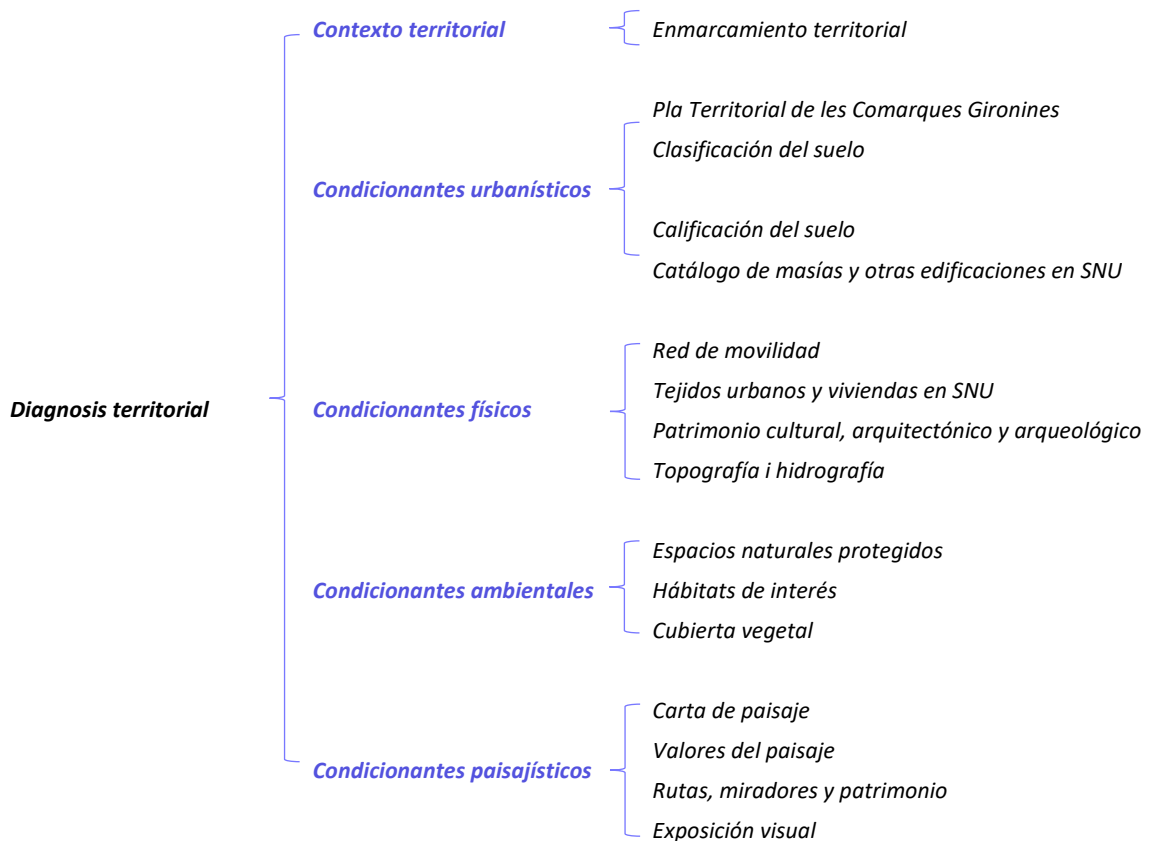 Diagnosis territorial
Contexto territorial
Enmarcamiento territorial
Condicionantes urbanísticos
Pla Territorial de les Comarques Gironines
Clasificación del suelo
Calificación del suelo
Catálogo de masías y otras edificaciones en SNU
Condicionantes físicos
Red de movilidad
Tejidos urbanos y viviendas en SNU
Patrimonio cultural, arquitectónico y arqueológico
Topografía i hidrografía
Condicionantes ambientales
Espacios naturales protegidos
Hábitats de interés
Cubierta vegetal
Condicionantes paisajísticos
Carta de paisaje
Valores del paisaje
Rutas, miradores y patrimonio
Exposición visual